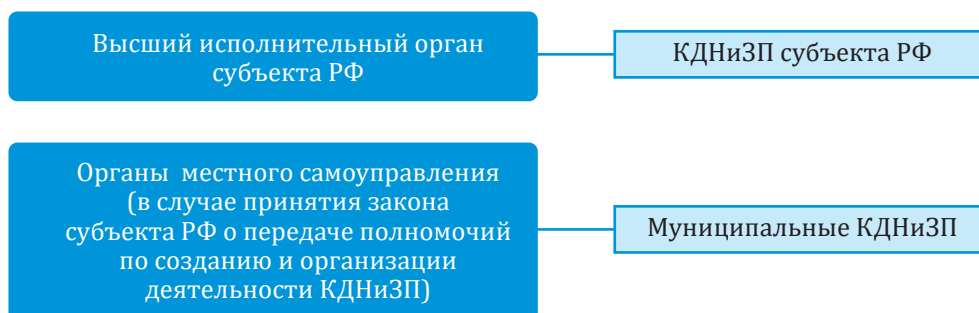 Высший исполнительный орган
субъекта РФ
КДНиЗП субъекта РФ
Органы местного самоуправления
(в случае принятия закона
субъекта РФ о передаче полномочий
по созданию и организации
деятельности КДНиЗП)
Муниципальные КДНиЗП